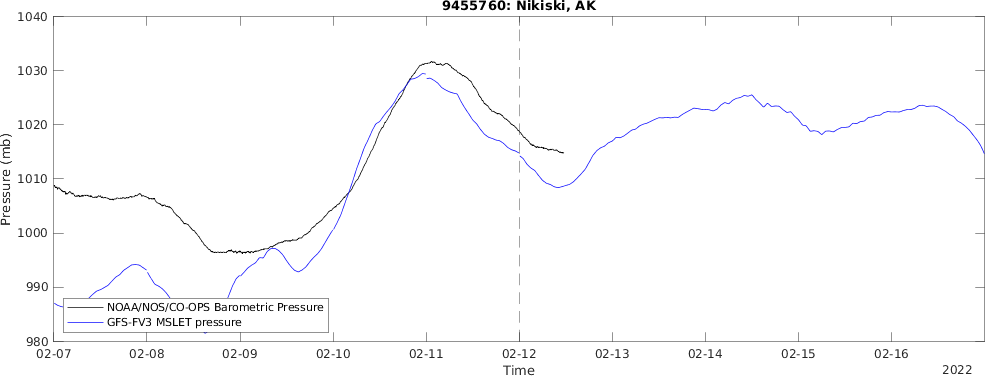 9455760: Nikiski, AK
Pressure (mb)
1040
1030
1020
1010
1000
990
980
NOAA/NOS/CO-OPS Barometric Pressure
GFS-FV3 MSLET pressure
02-07 02-08 02-09 02-10 02-11 02-12 02-13 02-14 02-15 02-16
Time
2022